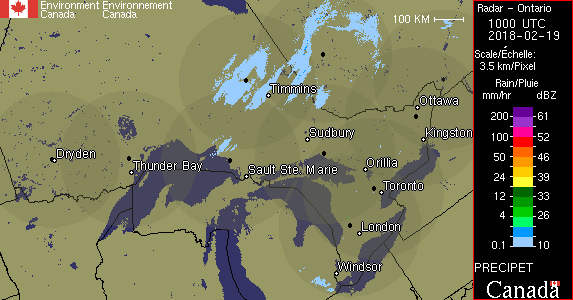 Environment Environnement
Canada Canada
100 KM
Timmins
Ottawa
Sudbury
Kingston
Dryden
Thunder Bay
Sault Ste. Marie
Orillia
Toronto
London
Windsor
Radar - Ontario
1000 UTC
2018-02-19
Scale/Échelle:
3.5 km/Pixel
Rain/Pluie
mm/hr dBZ
200 61
100 52
50 46
24 39
12 33
4 26
0.1 10
PRECIPET
Canada